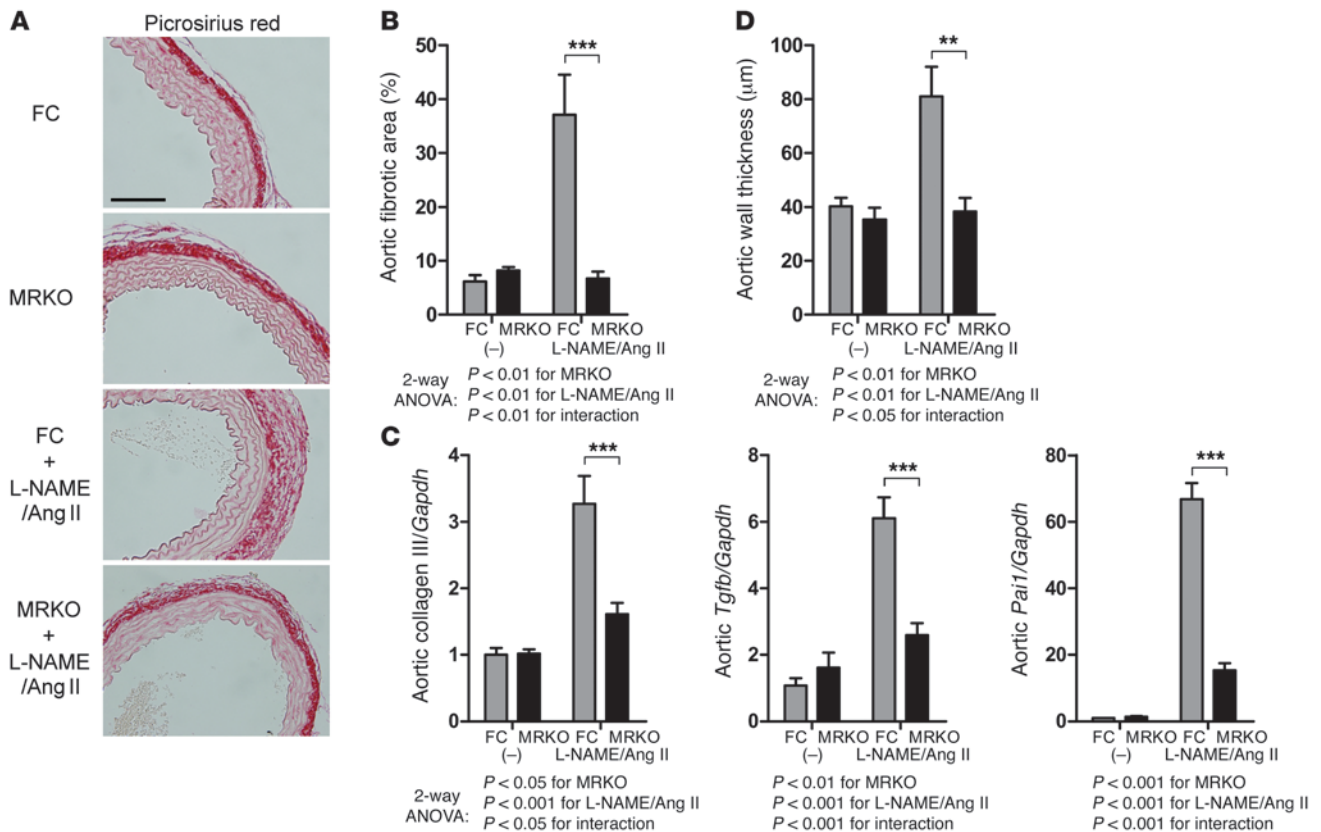 A
Picrosirius red
FC
MRKO
FC
+
L-NAME
/Ang II
MRKO
+
L-NAME
/Ang II
B
Aortic fibrotic area (%)
50
40
30
20
10
0
***
FC MRKO FC MRKO
(–) L-NAME/Ang II
2-way
ANOVA:
P < 0.01 for MRKO
P < 0.01 for L-NAME/Ang II
P < 0.01 for interaction
D
Aortic wall thickness (μm)
100
80
60
40
20
0
**
FC MRKO FC MRKO
(–) L-NAME/Ang II
2-way
ANOVA:
P < 0.01 for MRKO
P < 0.01 for L-NAME/Ang II
P < 0.05 for interaction
C
Aortic collagen III/Gapdh
4
3
2
1
0
***
FC MRKO FC MRKO
(–) L-NAME/Ang II
2-way
ANOVA:
P < 0.05 for MRKO
P < 0.001 for L-NAME/Ang II
P < 0.05 for interaction
Aortic Tgfb/Gapdh
8
6
4
2
0
***
FC MRKO FC MRKO
(–) L-NAME/Ang II
P < 0.01 for MRKO
P < 0.001 for L-NAME/Ang II
P < 0.001 for interaction
Aortic Pai1/Gapdh
80
60
40
20
0
***
FC MRKO FC MRKO
(–) L-NAME/Ang II
P < 0.001 for MRKO
P < 0.001 for L-NAME/Ang II
P < 0.001 for interaction